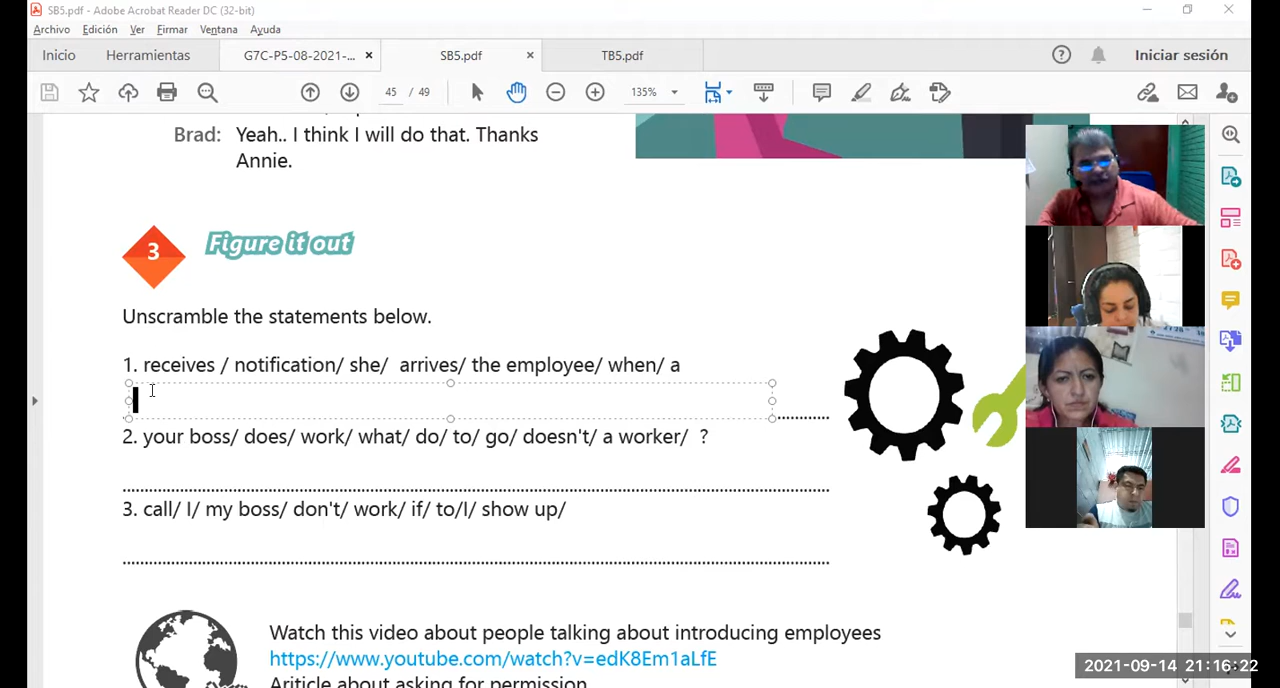 SB5.pdf - Adobe Acrobat Reader DC (32-bit)
Archivo Edición Ver Firmar Ventana Ayuda
Inicio Herramientas G7C-P5-08-2021-... × SB5.pdf × TB5.pdf Iniciar sesión
45 / 49 135%
Brad: Yeah.. I think I will do that. Thanks
Annie.
3 Figure it out
Unscramble the statements below.
1. receives / notification/ she/ arrives/ the employee/ when/ a
2. your boss/ does/ work/ what/ do/ to/ go/ doesn't/ a worker/ ?
3. call/ I/ my boss/ don't/ work/ if/ to/I/ show up/
Watch this video about people talking about introducing employees
https://www.youtube.com/watch?v=edK8Em1aLfE
Ariticle about asking for permission
2021-09-14 21:16:22